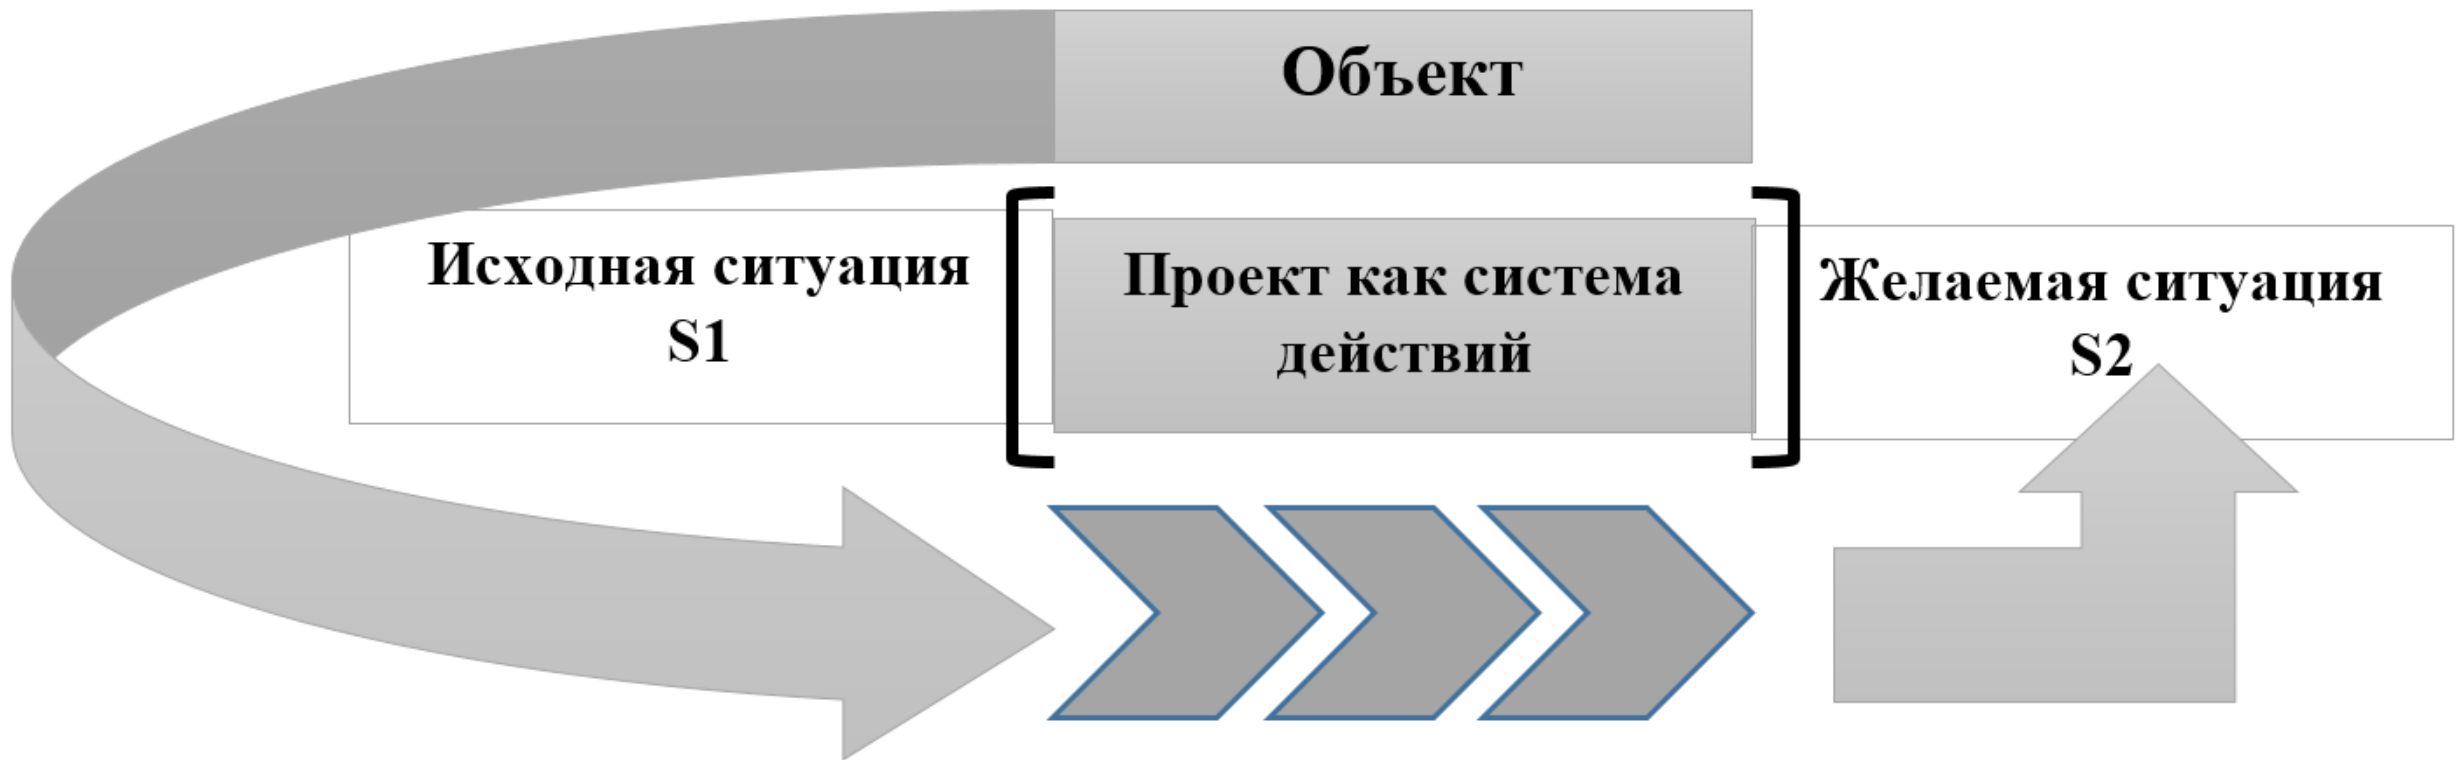 Объект
Исходная ситуация
S1
Проект как система
действий
Желаемая ситуация
S2